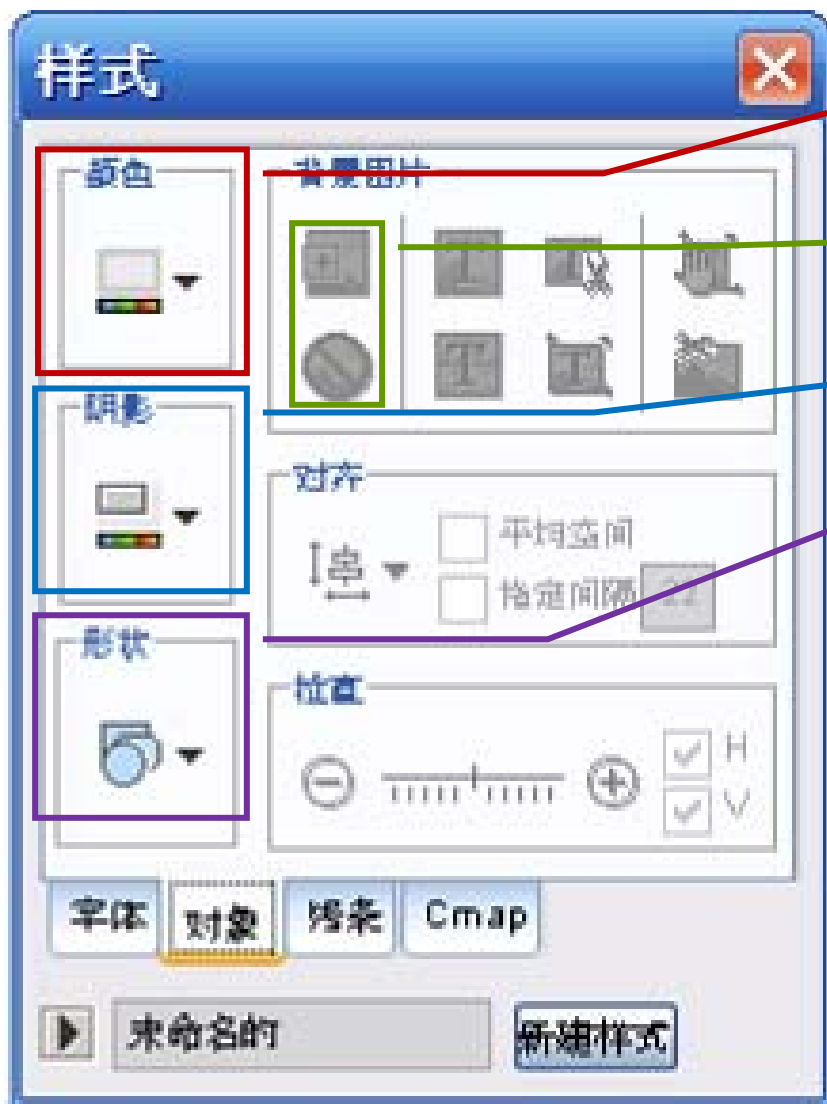 样式
颜色
背景图片
阴影
对齐
平均空间
指定间隔 22
形状
位置
H
V
字体 对象 线条 Cmap
未命名的 新建样式